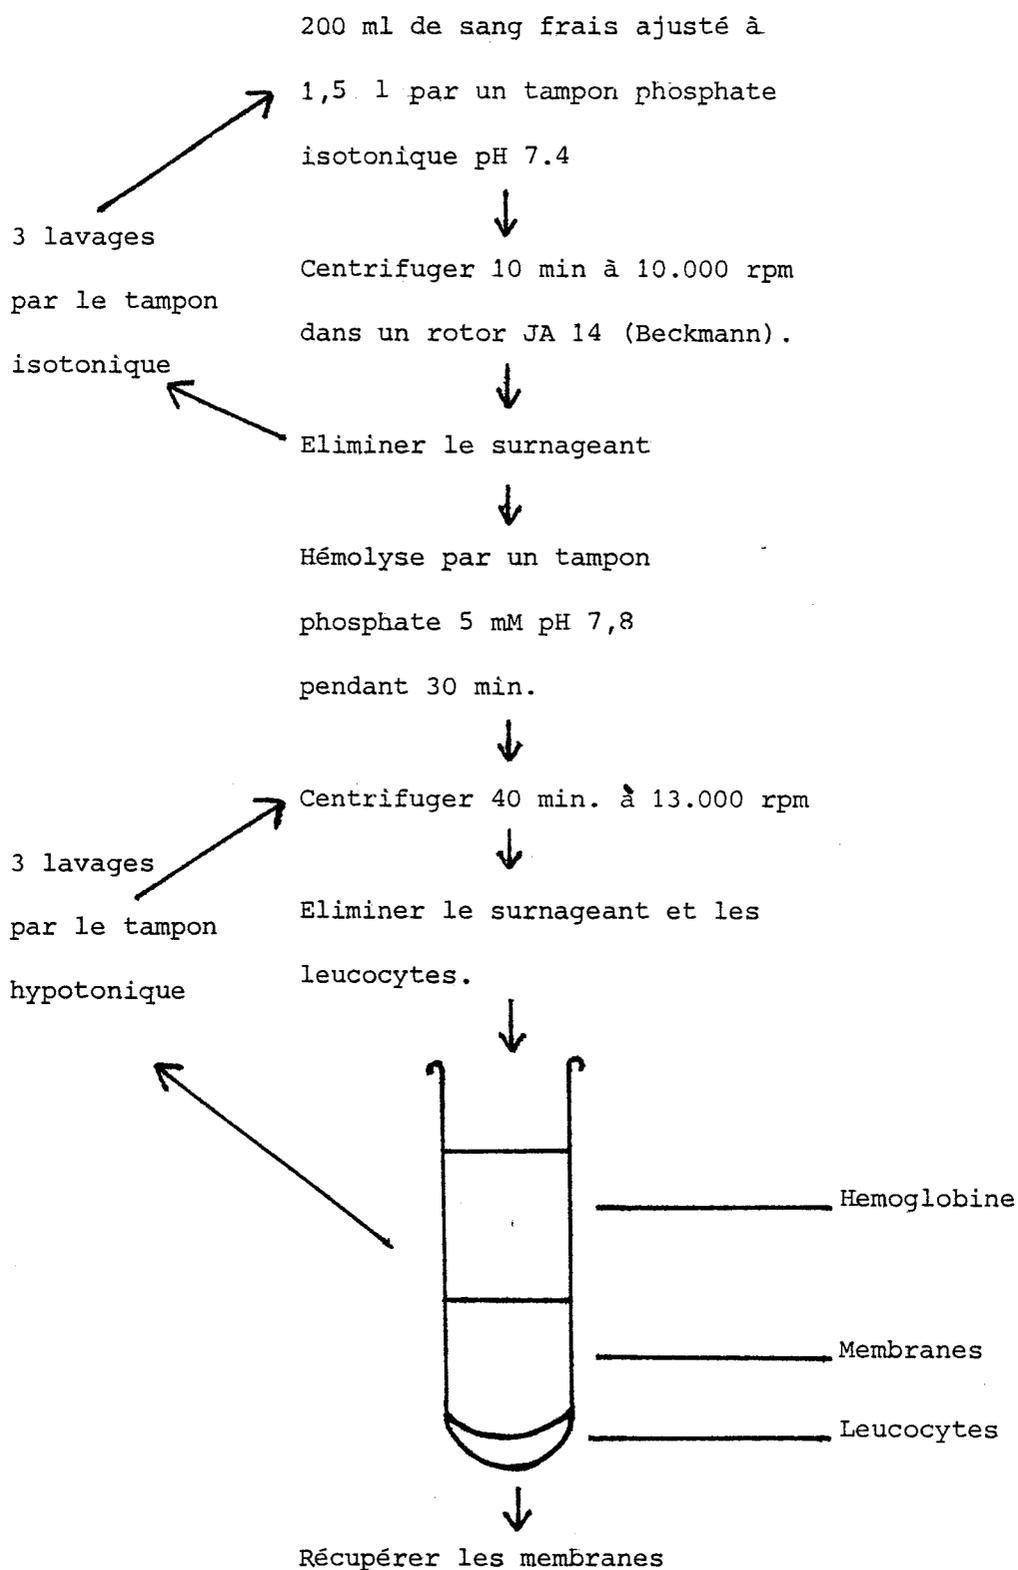 200 ml de sang frais ajusté à
1,5 l par un tampon phosphate
isotonique pH 7.4
3 lavages
par le tampon
isotonique
Centrifuger 10 min à 10.000 rpm
dans un rotor JA 14 (Beckmann).
Eliminer le surnageant
Hémolyse par un tampon
phosphate 5 mM pH 7,8
pendant 30 min.
Centrifuger 40 min. à 13.000 rpm
3 lavages
par le tampon
hypotonique
Eliminer le surnageant et les
leucocytes.
Hemoglobine
Membranes
Leucocytes
Récupérer les membranes